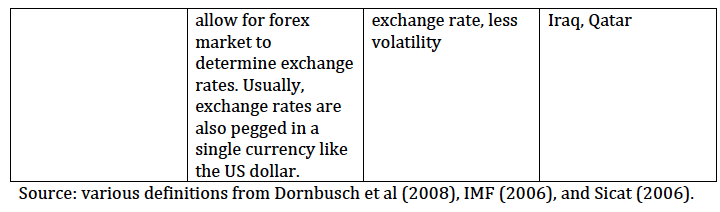 allow for forex
market to
determine exchange
rates. Usually,
exchange rates are
also pegged in a
single currency like
the US dollar.
exchange rate, less
volatility
Iraq, Qatar
Source: various definitions from Dornbusch et al (2008), IMF (2006), and Sicat (2006).